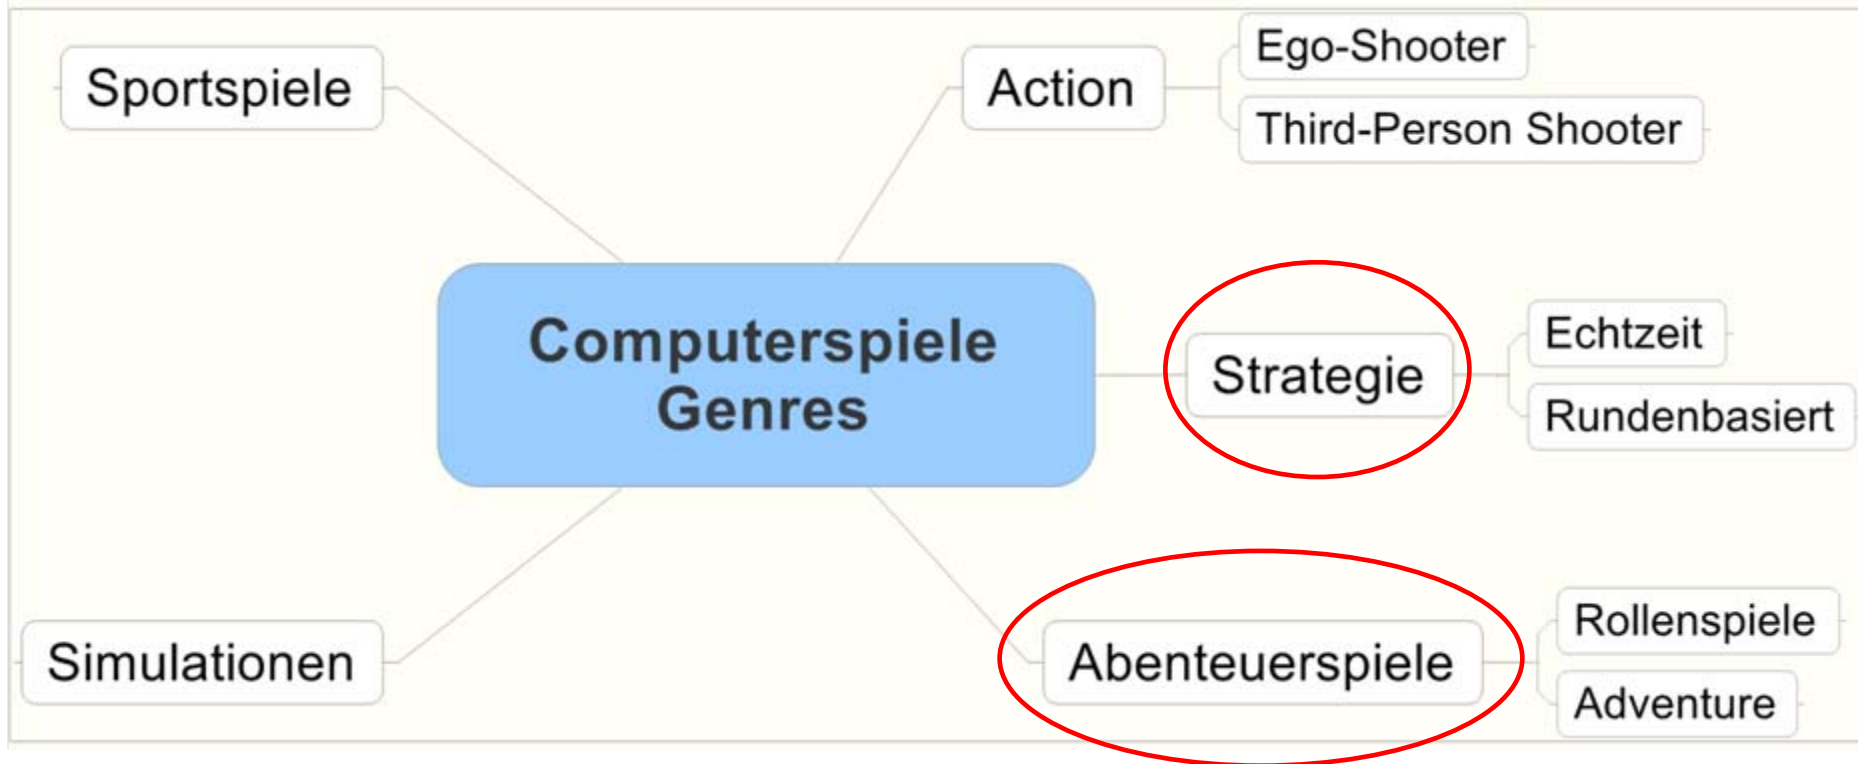 Sportspiele
Action
Ego-Shooter
Third-Person Shooter
Computerspiele
Genres
Strategie
Echtzeit
Rundenbasiert
Simulationen
Abenteuerspiele
Rollenspiele
Adventure